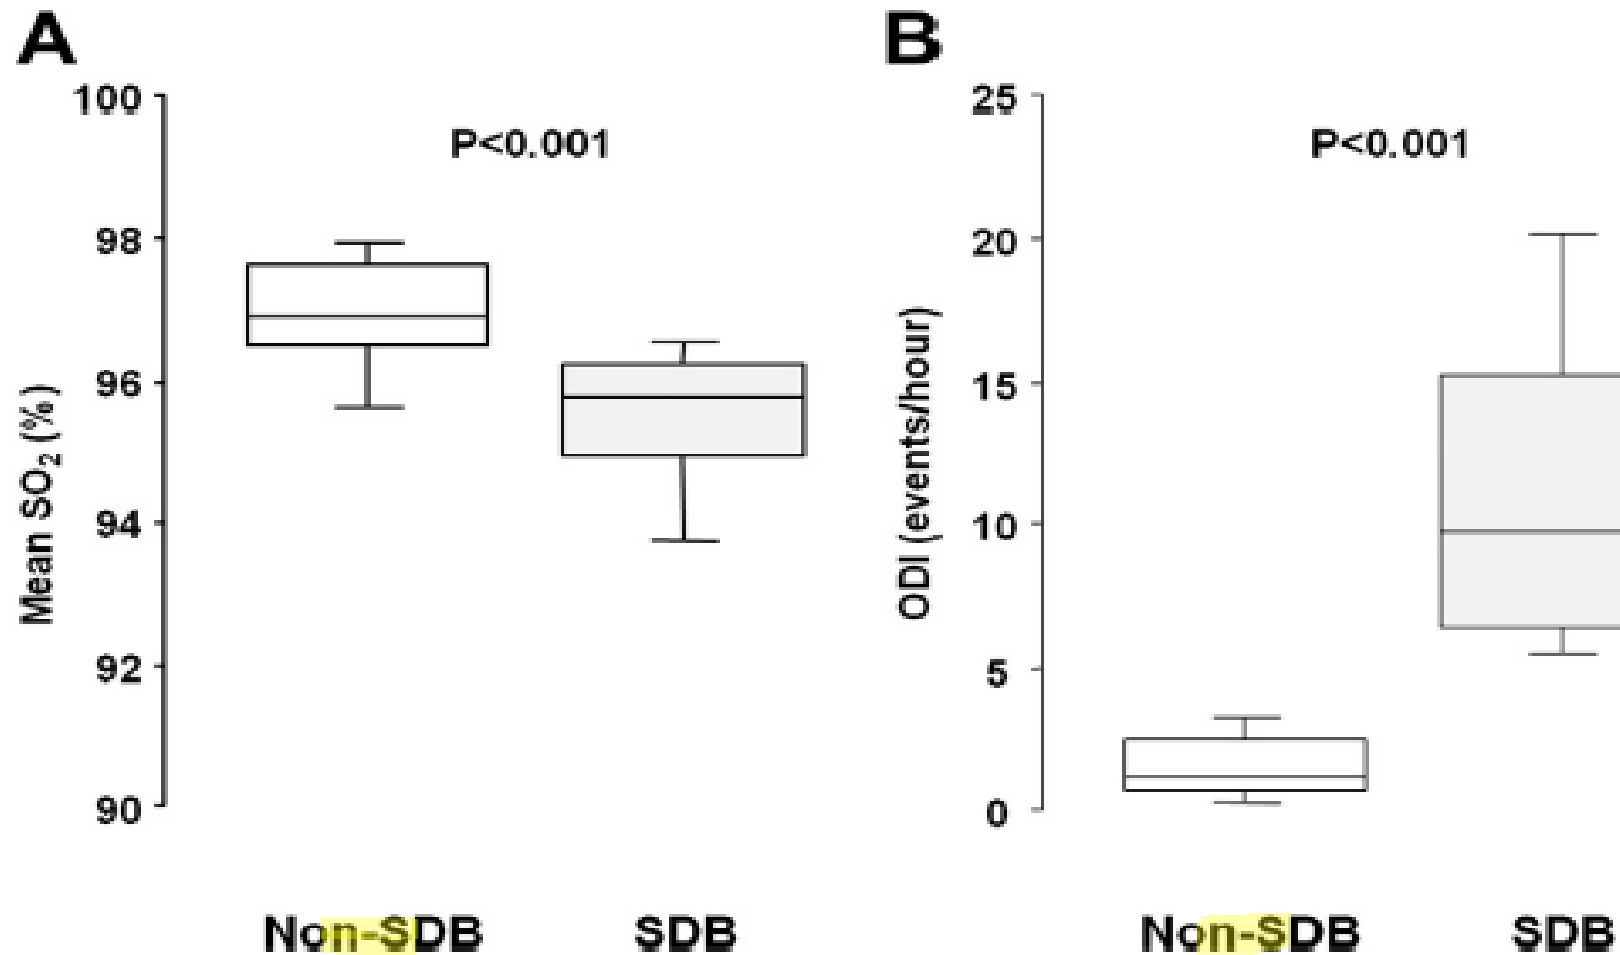 A
100
98
96
94
92
90
Mean SO₂ (%)
P<0.001
Non-SDB
SDB
B
25
20
15
10
5
0
ODI (events/hour)
P<0.001
Non-SDB
SDB